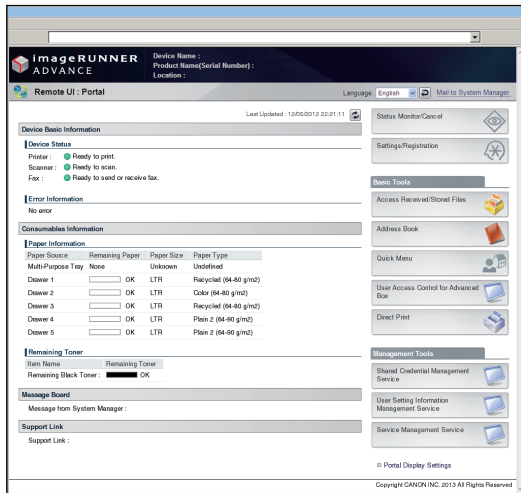 imageRUNNER
ADVANCE
Device Name :
Product Name(Serial Number) :
Location :
Remote UI : Portal
Language English Mail to System Manager
Last Updated : 12/05/2012 22:21:11
Device Basic Information
Device Status
Printer : Ready to print.
Scanner : Ready to scan.
Fax : Ready to send or receive fax.
Error Information
No error
Consumables Information
Paper Information
Paper Source Remaining Paper Paper Size Paper Type
Multi-Purpose Tray None Unknown Undefined
Drawer 1 OK LTR Recycled (64-80 g/m2)
Drawer 2 OK LTR Color (64-80 g/m2)
Drawer 3 OK LTR Recycled (64-80 g/m2)
Drawer 4 OK LTR Plain 2 (64-90 g/m2)
Drawer 5 OK LTR Plain 2 (64-90 g/m2)
Remaining Toner
Item Name Remaining Toner
Remaining Black Toner : OK
Message Board
Message from System Manager :
Support Link
Support Link :
Status Monitor/Cancel
Settings/Registration
Basic Tools
Access Received/Stored Files
Address Book
Quick Menu
User Access Control for Advanced
Box
Direct Print
Management Tools
Shared Credential Management
Service
User Setting Information
Management Service
Service Management Service
Portal Display Settings
Copyright CANON INC. 2013 All Rights Reserved